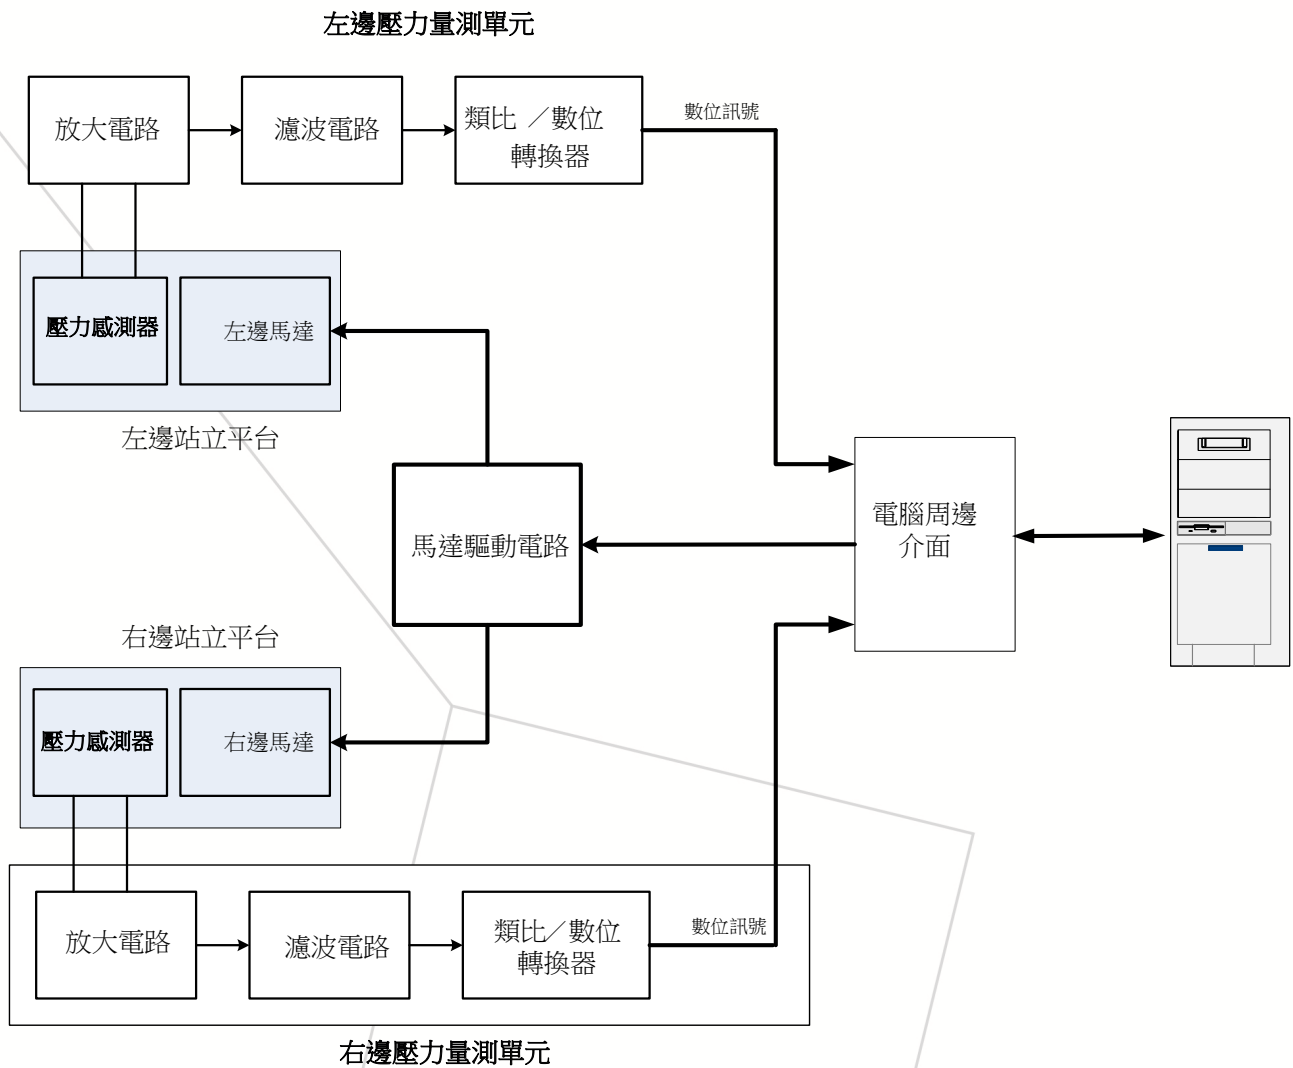 左邊壓力量測單元
放大電路
濾波電路
類比 ／數位
轉換器
數位訊號
壓力感測器
左邊馬達
左邊站立平台
馬達驅動電路
電腦周邊
介面
右邊站立平台
壓力感測器
右邊馬達
放大電路
濾波電路
類比／數位
轉換器
數位訊號
右邊壓力量測單元